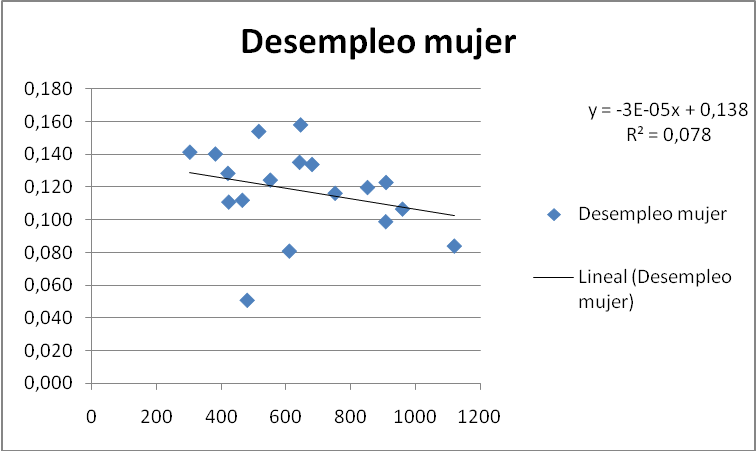 Desempleo mujer
0,180
0,160
0,140
0,120
0,100
0,080
0,060
0,040
0,020
0,000
0 200 400 600 800 1000 1200
y = -3E-05x + 0,138
R² = 0,078
Desempleo mujer
Lineal (Desempleo
mujer)